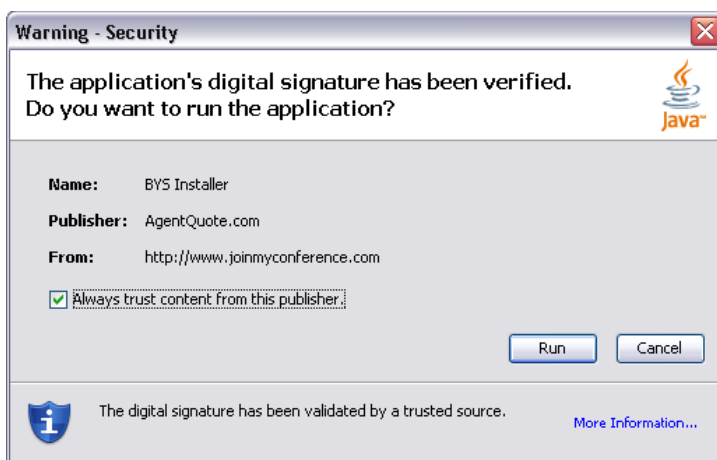 Warning - Security
The application's digital signature has been verified.
Do you want to run the application?
Java™
Name: BYS Installer
Publisher: AgentQuote.com
From: http://www.joinmyconference.com
Always trust content from this publisher.
Run Cancel
The digital signature has been validated by a trusted source.
More Information...